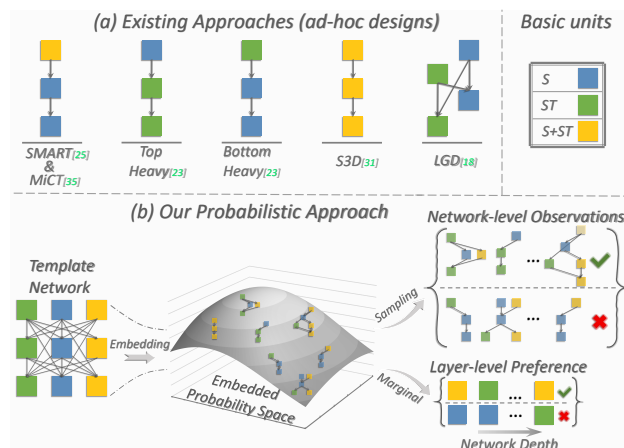 (a) Existing Approaches (ad-hoc designs)
Basic units
S
ST
S+ST
SMART[25]
&
MiCT[35]
Top
Heavy[23]
Bottom
Heavy[23]
S3D[31]
LGD[18]
(b) Our Probabilistic Approach
Network-level Observations
Template
Network
Embedding
Embedded
Probability Space
Sampling
Marginal
...
...
Layer-level Preference
...
...
Network Depth